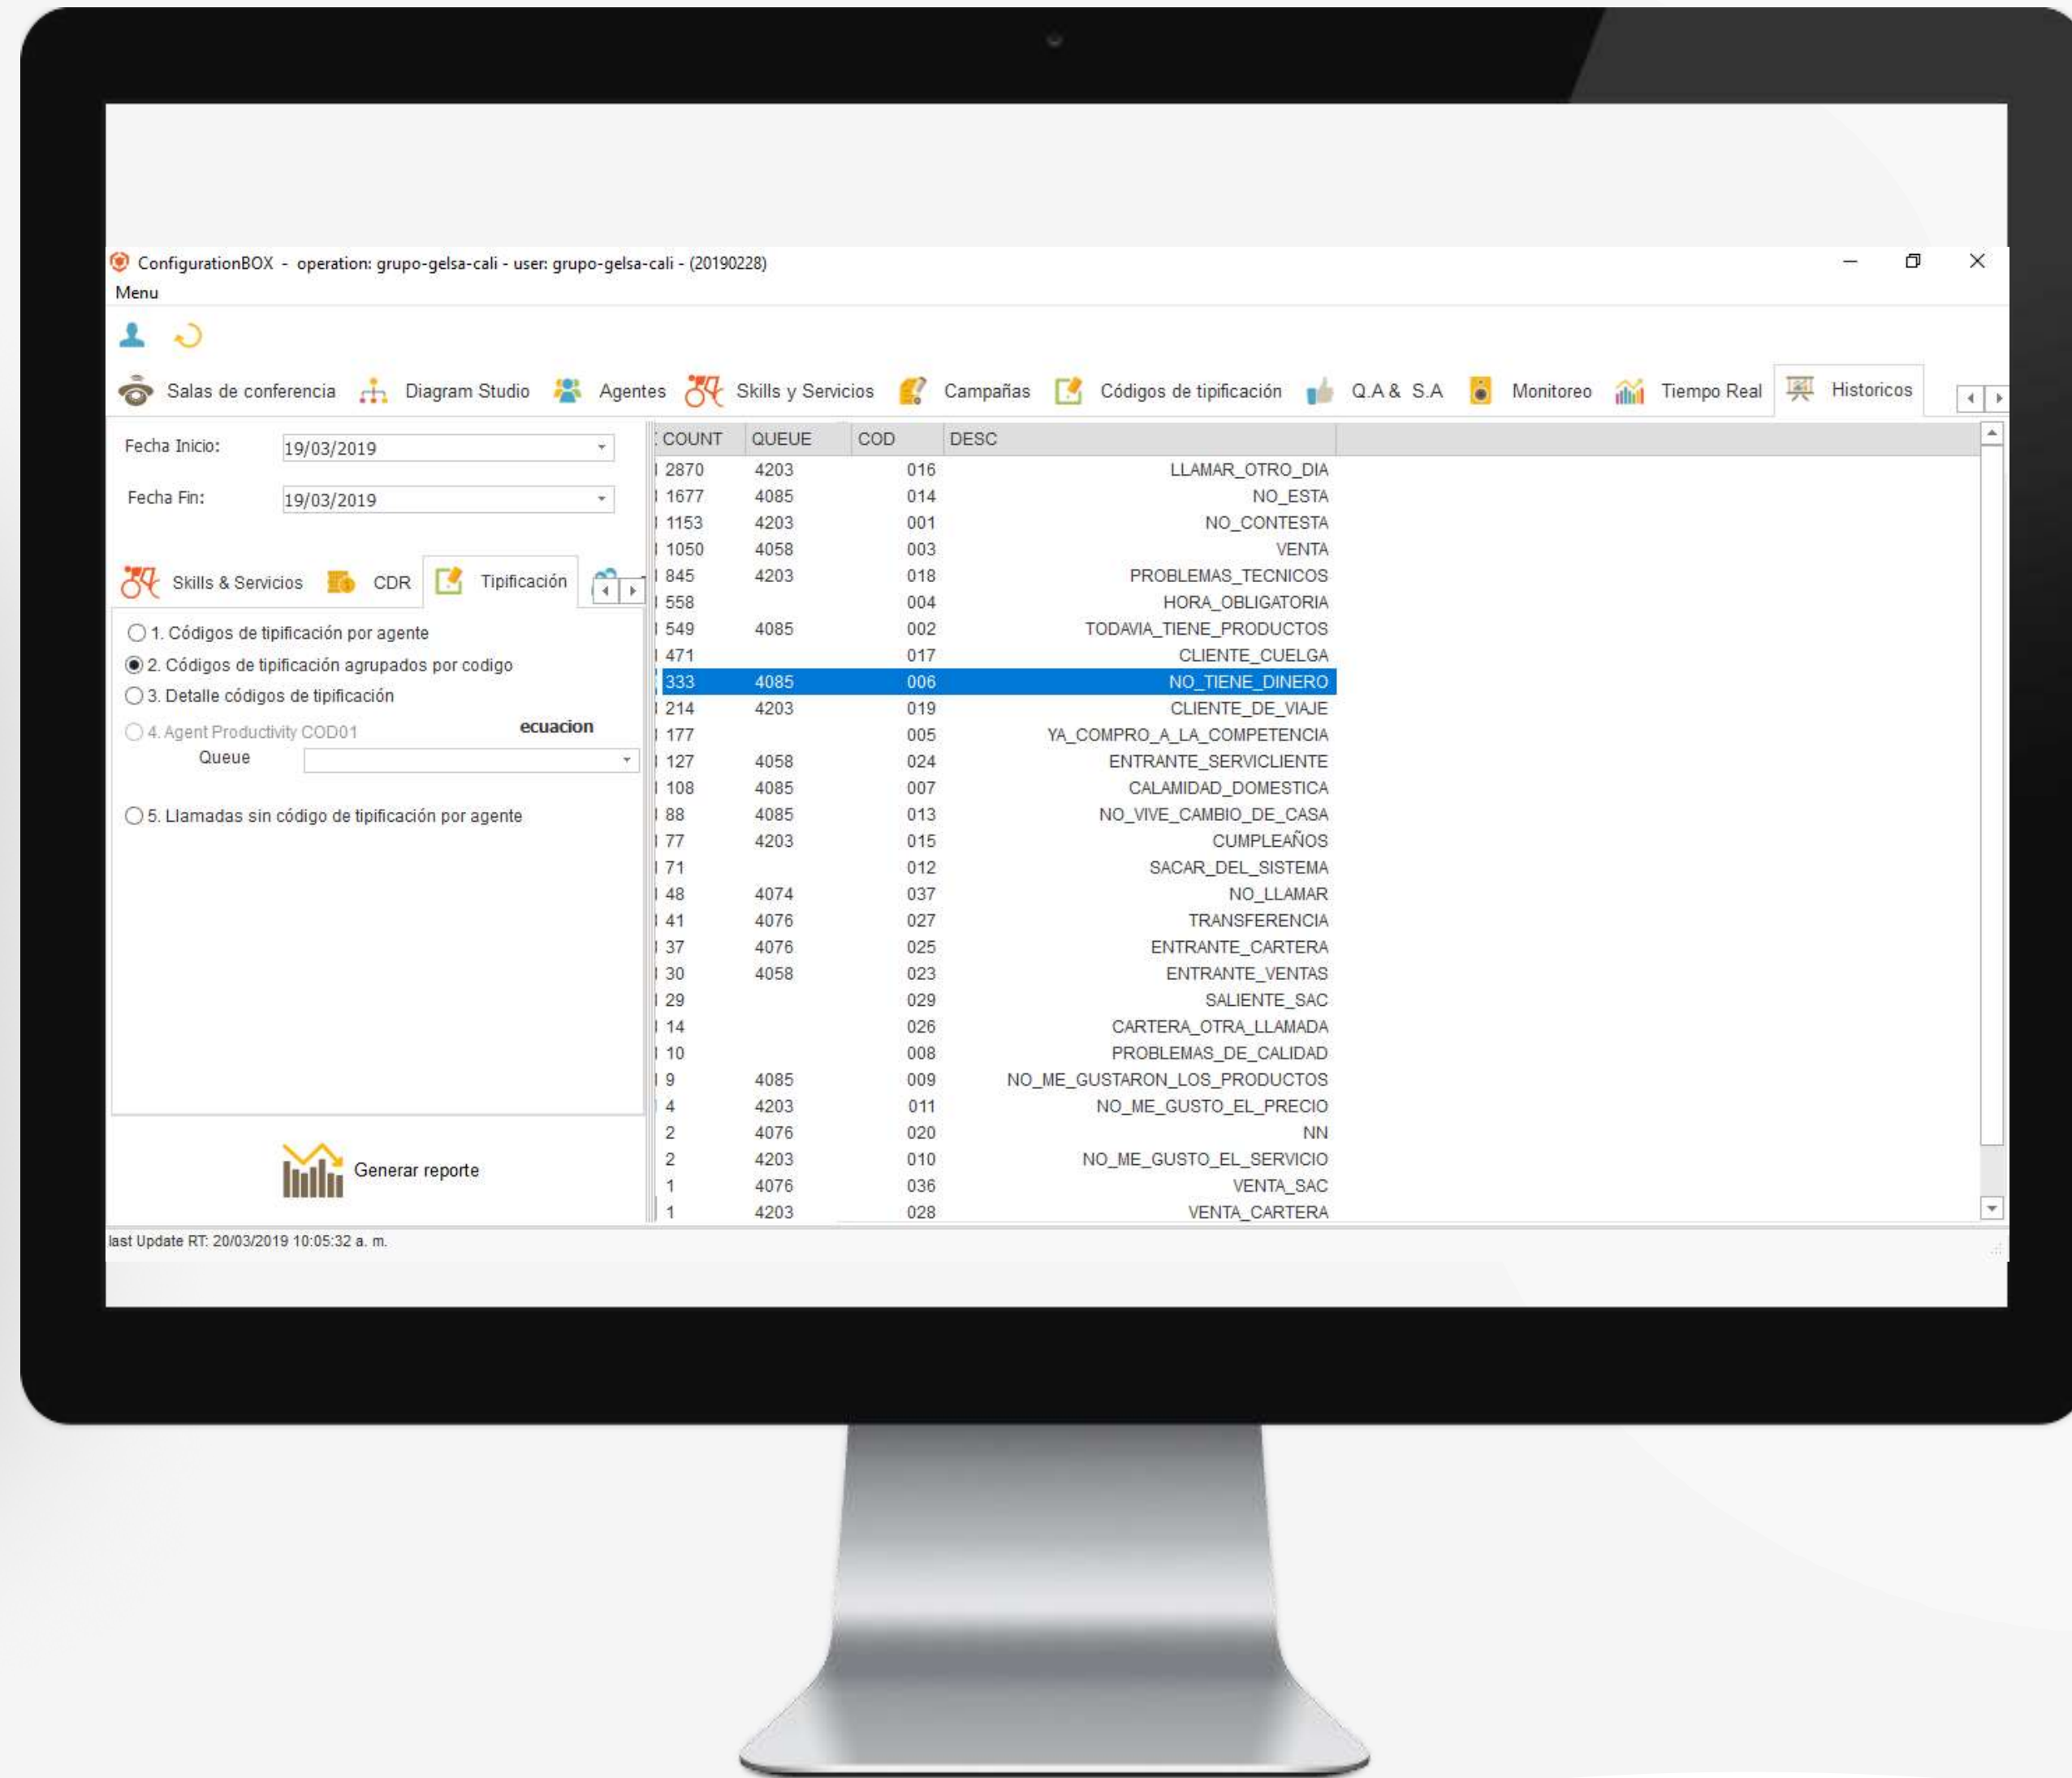 ConfigurationBOX - operation: grupo-gelsa-cali - user: grupo-gelsa-cali - (20190228)
Menu
Salas de conferencia Diagram Studio Agentes Skills y Servicios Campañas Códigos de tipificación Q.A & S.A Monitoreo Tiempo Real Historicos
Fecha Inicio: 19/03/2019
Fecha Fin: 19/03/2019
Skills & Servicios CDR Tipificación
1. Códigos de tipificación por agente
2. Códigos de tipificación agrupados por codigo
3. Detalle códigos de tipificación
4. Agent Productivity COD01 ecuacion
Queue
5. Llamadas sin código de tipificación por agente
Generar reporte
COUNT QUEUE COD DESC
2870 4203 016 LLAMAR_OTRO_DIA
1677 4085 014 NO_ESTA
1153 4203 001 NO_CONTESTA
1050 4058 003 VENTA
845 4203 018 PROBLEMAS_TECNICOS
558 004 HORA_OBLIGATORIA
549 4085 002 TODAVIA_TIENE_PRODUCTOS
471 017 CLIENTE_CUELGA
333 4085 006 NO_TIENE_DINERO
214 4203 019 CLIENTE_DE_VIAJE
177 005 YA_COMPRO_A_LA_COMPETENCIA
127 4058 024 ENTRANTE_SERVICLIENTE
108 4085 007 CALAMIDAD_DOMESTICA
88 4085 013 NO_VIVE_CAMBIO_DE_CASA
77 4203 015 CUMPLEAÑOS
71 012 SACAR_DEL_SISTEMA
48 4074 037 NO_LLAMAR
41 4076 027 TRANSFERENCIA
37 4076 025 ENTRANTE_CARTERA
30 4058 023 ENTRANTE_VENTAS
29 029 SALIENTE_SAC
14 026 CARTERA_OTRA_LLAMADA
10 008 PROBLEMAS_DE_CALIDAD
9 4085 009 NO_ME_GUSTARON_LOS_PRODUCTOS
4 4203 011 NO_ME_GUSTO_EL_PRECIO
2 4076 020 NN
2 4203 010 NO_ME_GUSTO_EL_SERVICIO
1 4076 036 VENTA_SAC
1 4203 028 VENTA_CARTERA
last Update RT: 20/03/2019 10:05:32 a. m.